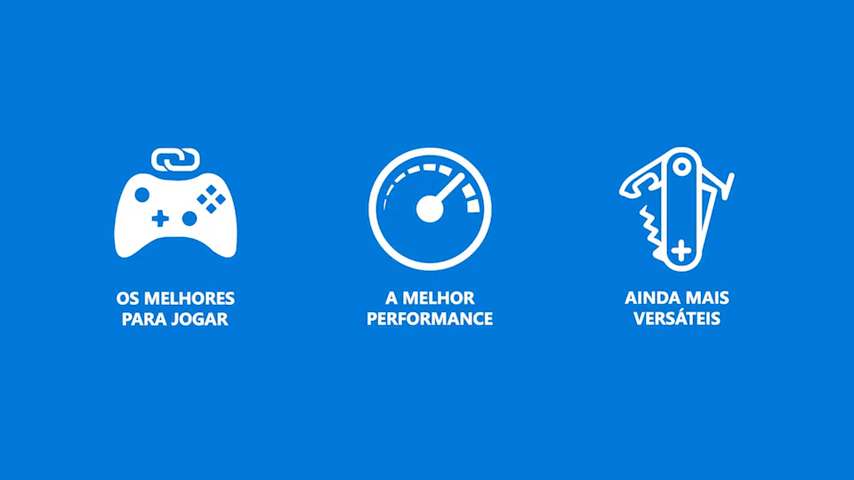 OS MELHORES
PARA JOGAR
A MELHOR
PERFORMANCE
AINDA MAIS
VERSÁTEIS